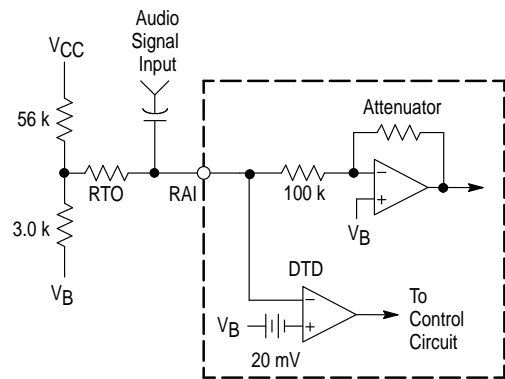 Audio
Signal
Input
VCC
56 k
RTO
RAI
3.0 k
VB
Attenuator
100 k
−
+
VB
DTD
−
+
VB
20 mV
To
Control
Circuit